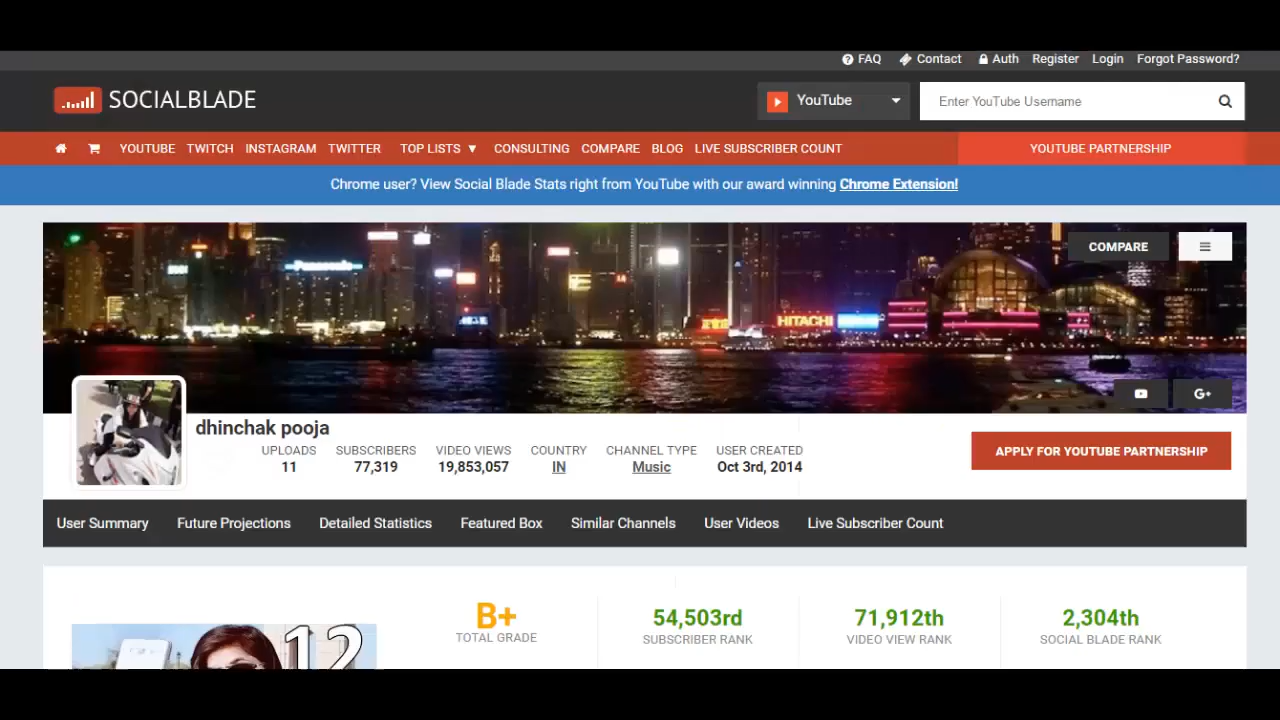 FAQ Contact Auth Register Login Forgot Password?
SOCIALBLADE
YouTube
Enter YouTube Username
YOUTUBE TWITCH INSTAGRAM TWITTER TOP LISTS ▼ CONSULTING COMPARE BLOG LIVE SUBSCRIBER COUNT
YOUTUBE PARTNERSHIP
Chrome user? View Social Blade Stats right from YouTube with our award winning Chrome Extension!
COMPARE
Panasonic
HITACHI
G+
dhinchak pooja
UPLOADS SUBSCRIBERS VIDEO VIEWS COUNTRY CHANNEL TYPE USER CREATED
11 77,319 19,853,057 IN Music Oct 3rd, 2014
APPLY FOR YOUTUBE PARTNERSHIP
User Summary Future Projections Detailed Statistics Featured Box Similar Channels User Videos Live Subscriber Count
B+ 54,503rd 71,912th 2,304th
TOTAL GRADE SUBSCRIBER RANK VIDEO VIEW RANK SOCIAL BLADE RANK
12